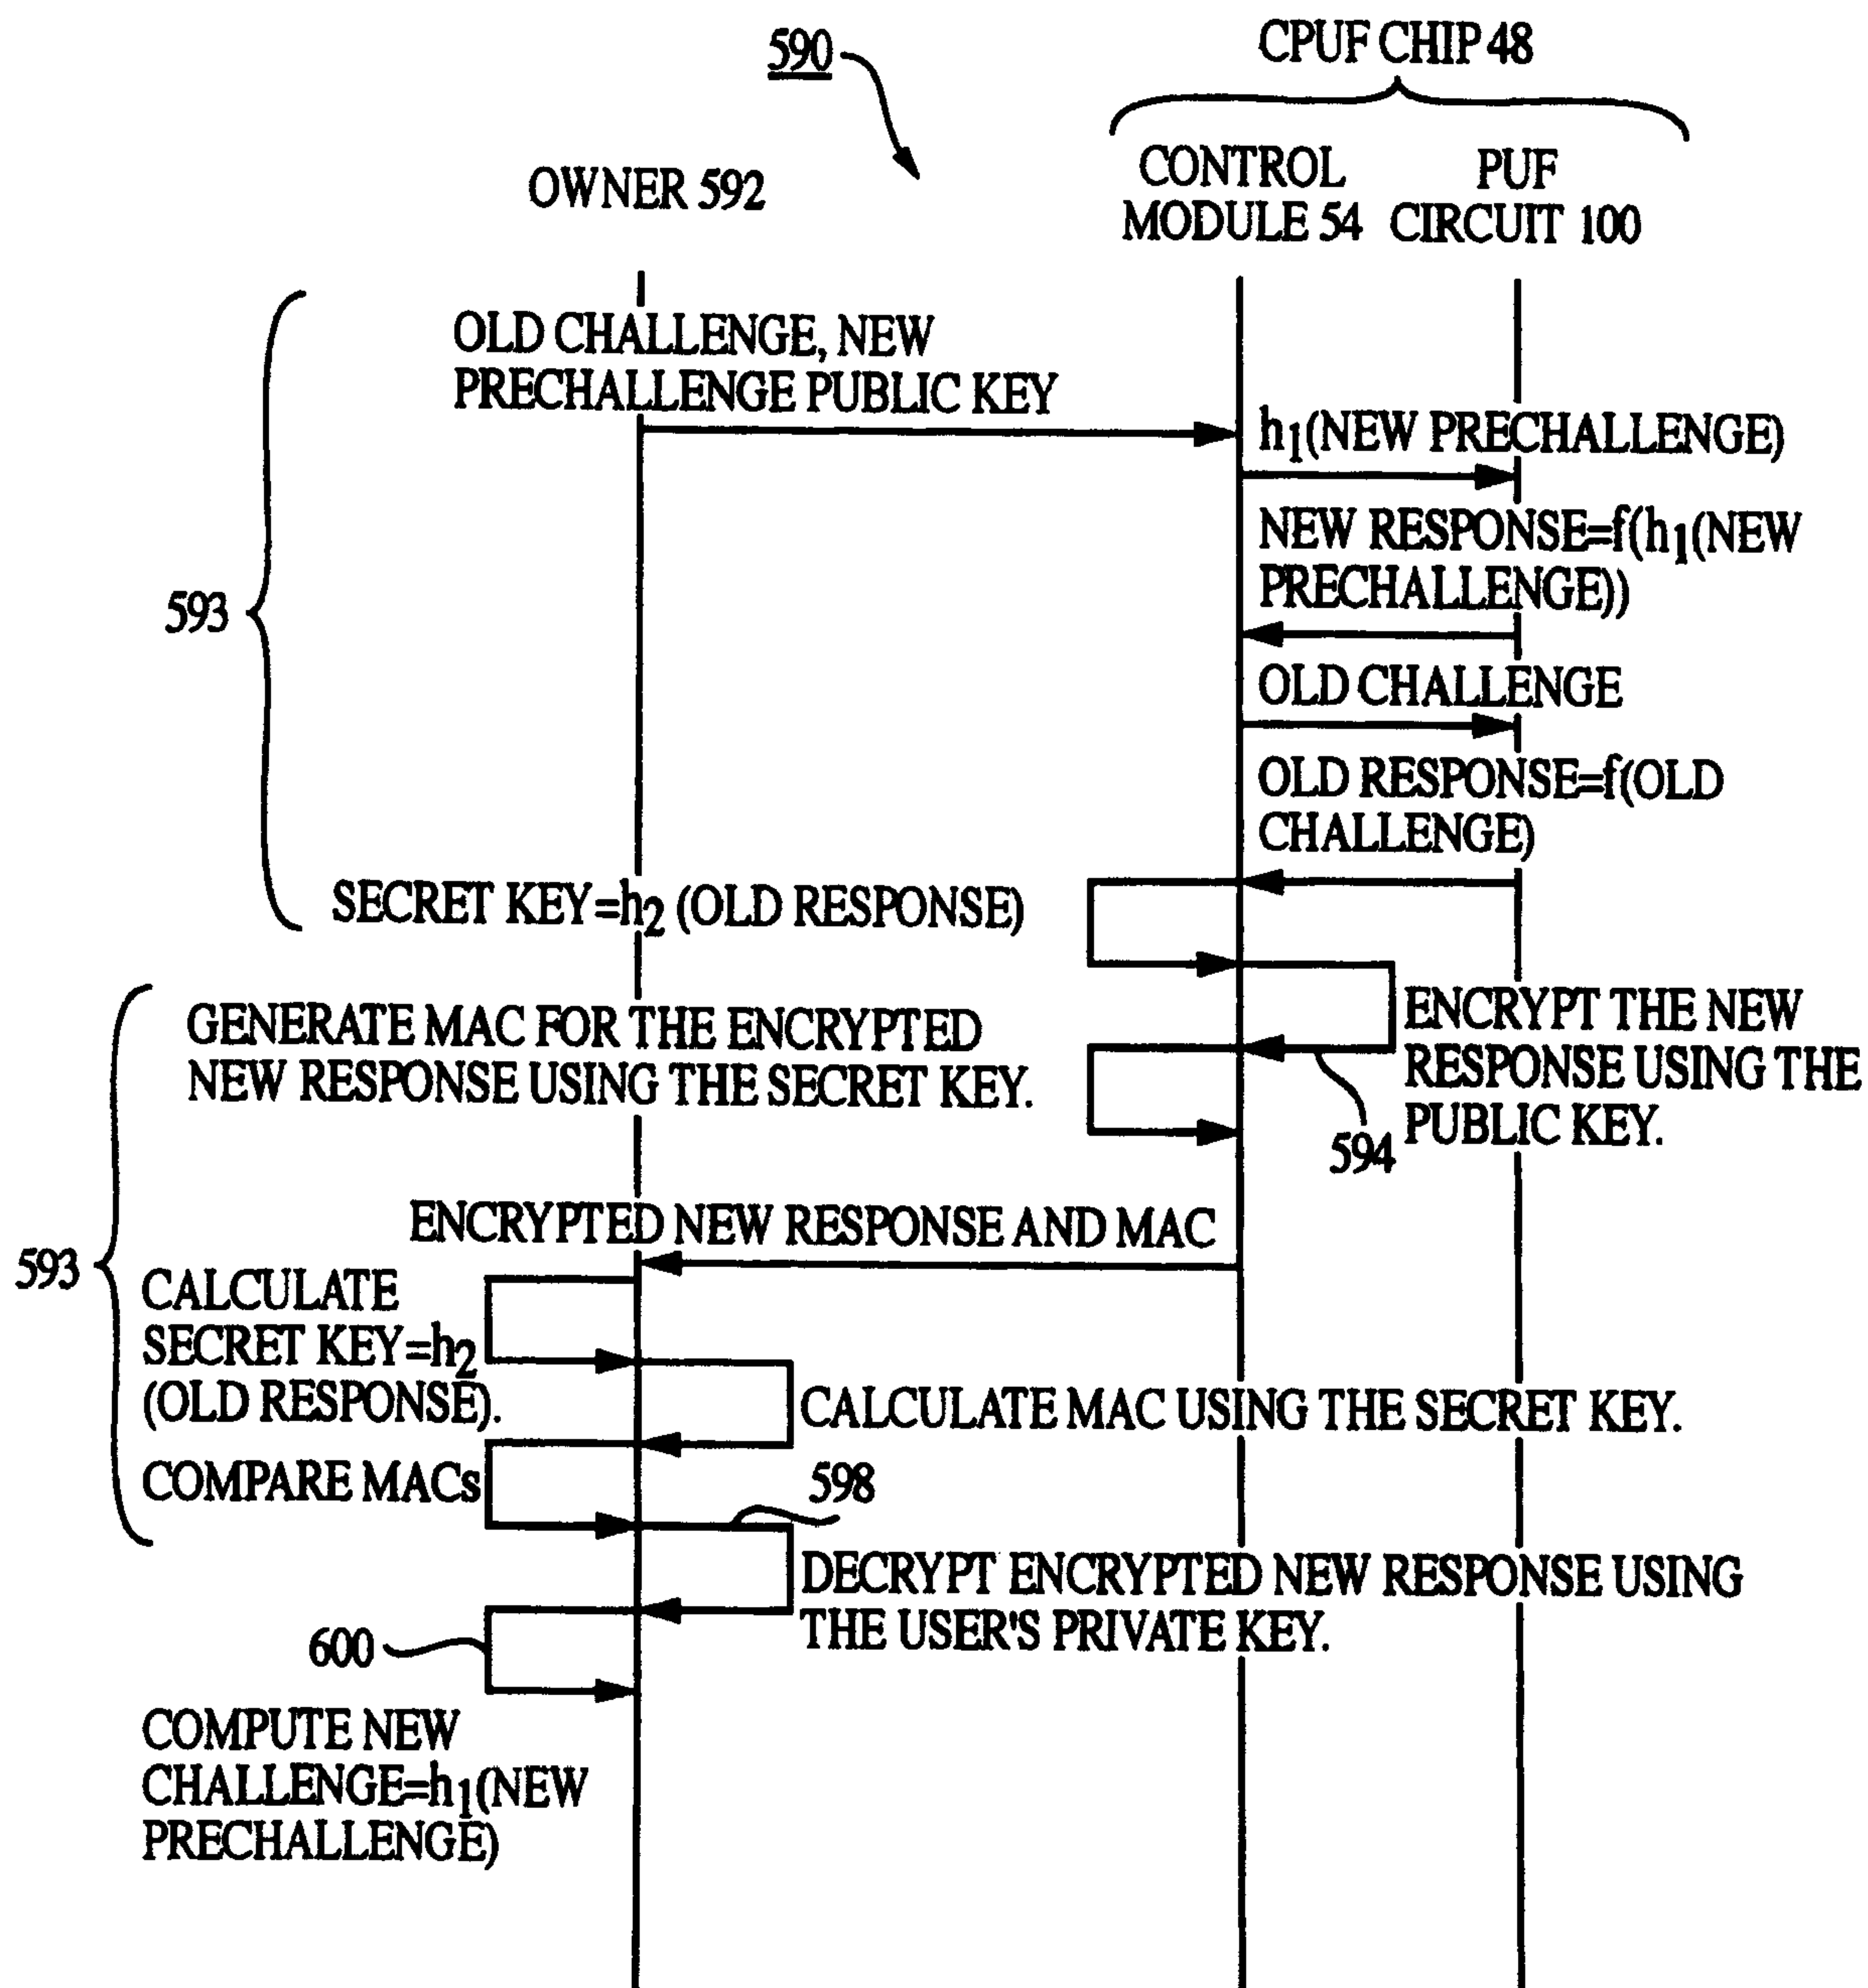 590
CPUF CHIP 48
OWNER 592
CONTROL
MODULE 54
PUF
CIRCUIT 100
OLD CHALLENGE, NEW
PRECHALLENGE PUBLIC KEY
h1(NEW PRECHALLENGE)
NEW RESPONSE=f(h1(NEW
PRECHALLENGE))
593
OLD CHALLENGE
OLD RESPONSE=f(OLD
CHALLENGE)
SECRET KEY=h2 (OLD RESPONSE)
GENERATE MAC FOR THE ENCRYPTED
NEW RESPONSE USING THE SECRET KEY.
ENCRYPT THE NEW
RESPONSE USING THE
PUBLIC KEY.
594
ENCRYPTED NEW RESPONSE AND MAC
593
CALCULATE
SECRET KEY=h2
(OLD RESPONSE).
CALCULATE MAC USING THE SECRET KEY.
COMPARE MACs
598
DECRYPT ENCRYPTED NEW RESPONSE USING
THE USER'S PRIVATE KEY.
600
COMPUTE NEW
CHALLENGE=h1(NEW
PRECHALLENGE)